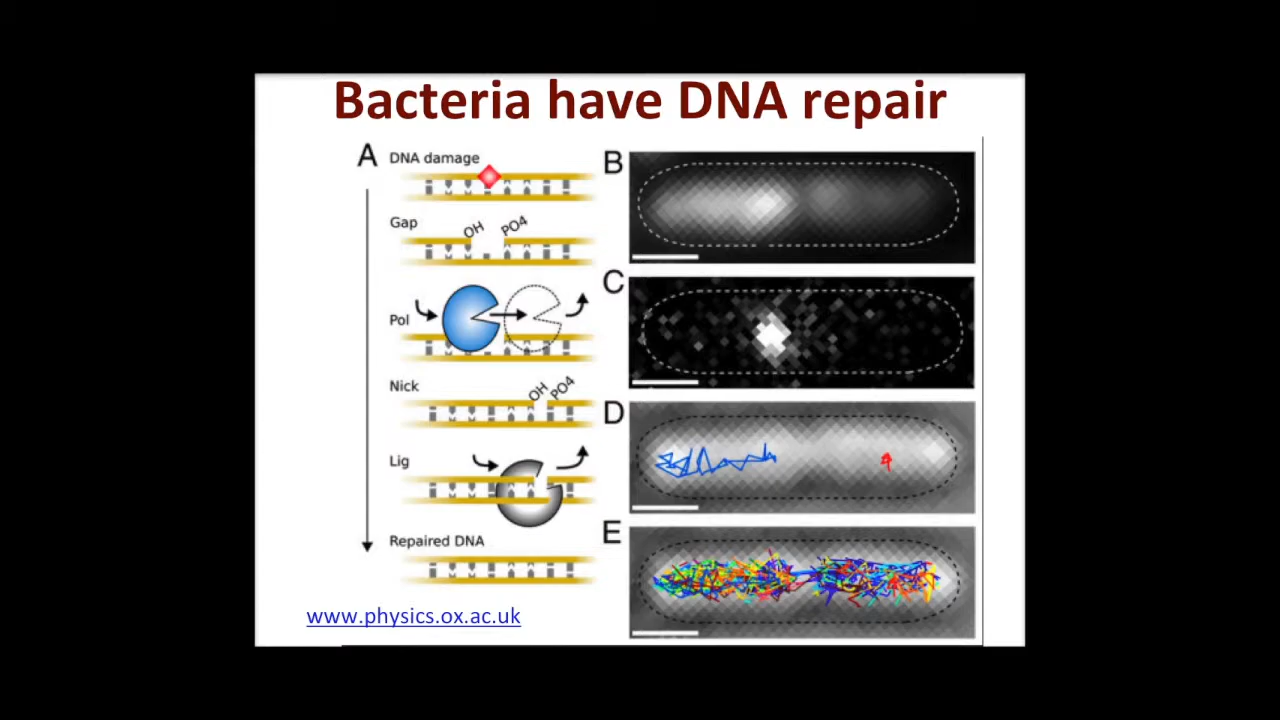 Bacteria have DNA repair
A
DNA damage
Gap
OH
PO4
Pol
Nick
OH
PO4
Lig
Repaired DNA
www.physics.ox.ac.uk
B
C
D
E